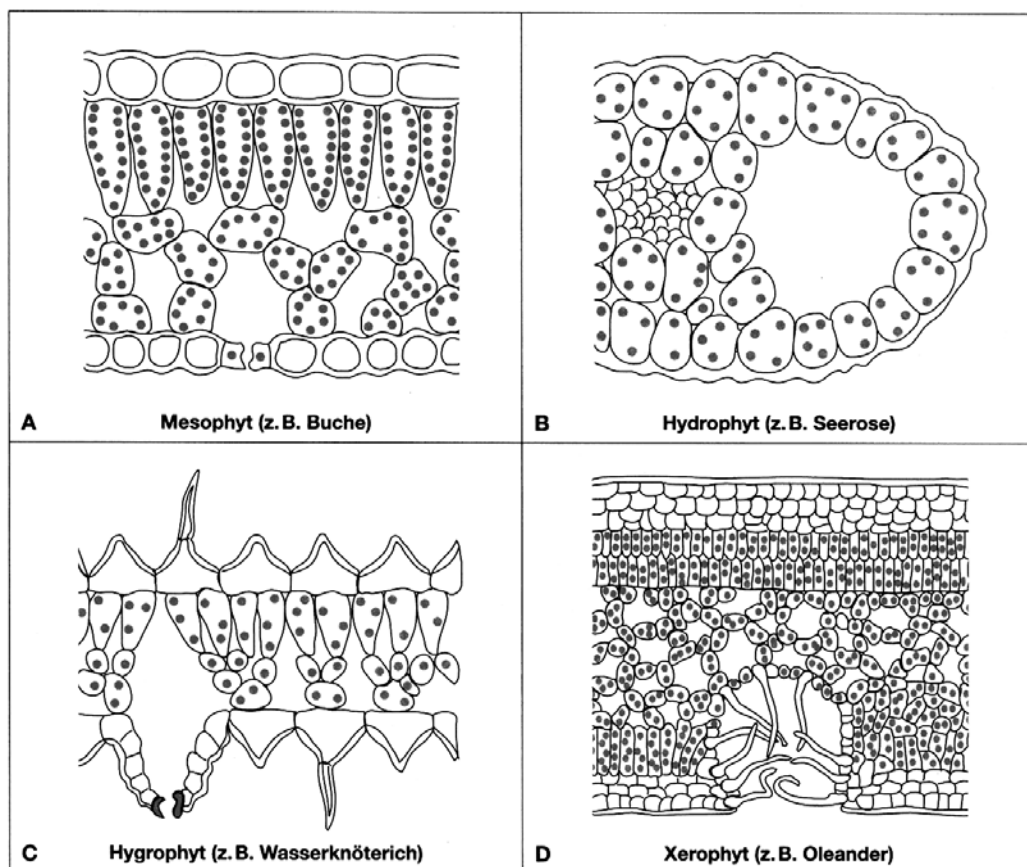 A Mesophyt (z. B. Buche)
B Hydrophyt (z. B. Seerose)
C Hygrophyt (z. B. Wasserknöterich)
D Xerophyt (z. B. Oleander)